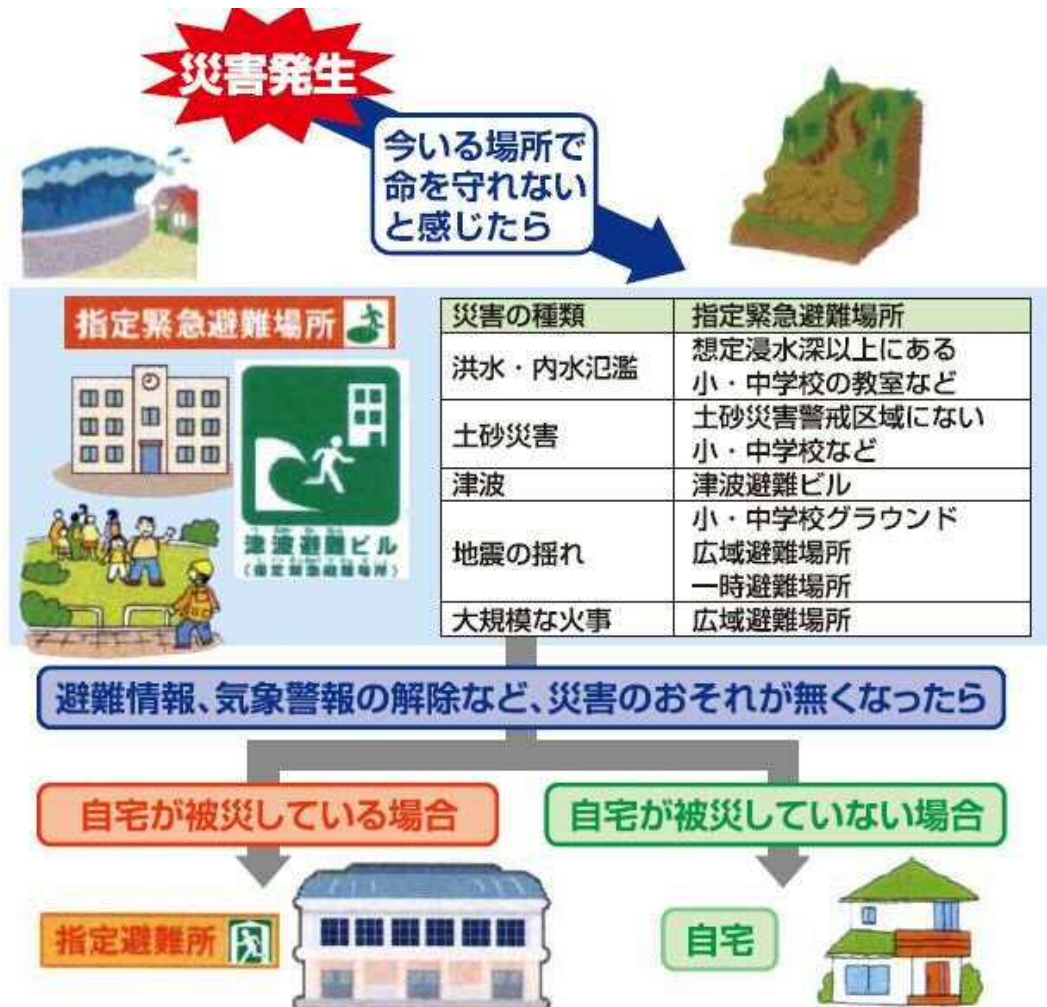 災害発生
今いる場所で
命を守れない
と感じたら
指定緊急避難場所
津波避難ビル
(指定緊急避難場所)
災害の種類 指定緊急避難場所
洪水・内水氾濫 想定浸水深以上にある
小・中学校の教室など
土砂災害 土砂災害警戒区域にない
小・中学校など
津波 津波避難ビル
地震の揺れ 小・中学校グラウンド
広域避難場所
一時避難場所
大規模な火事 広域避難場所
避難情報、気象警報の解除など、災害のおそれが無くなったら
自宅が被災している場合
自宅が被災していない場合
指定避難所
自宅